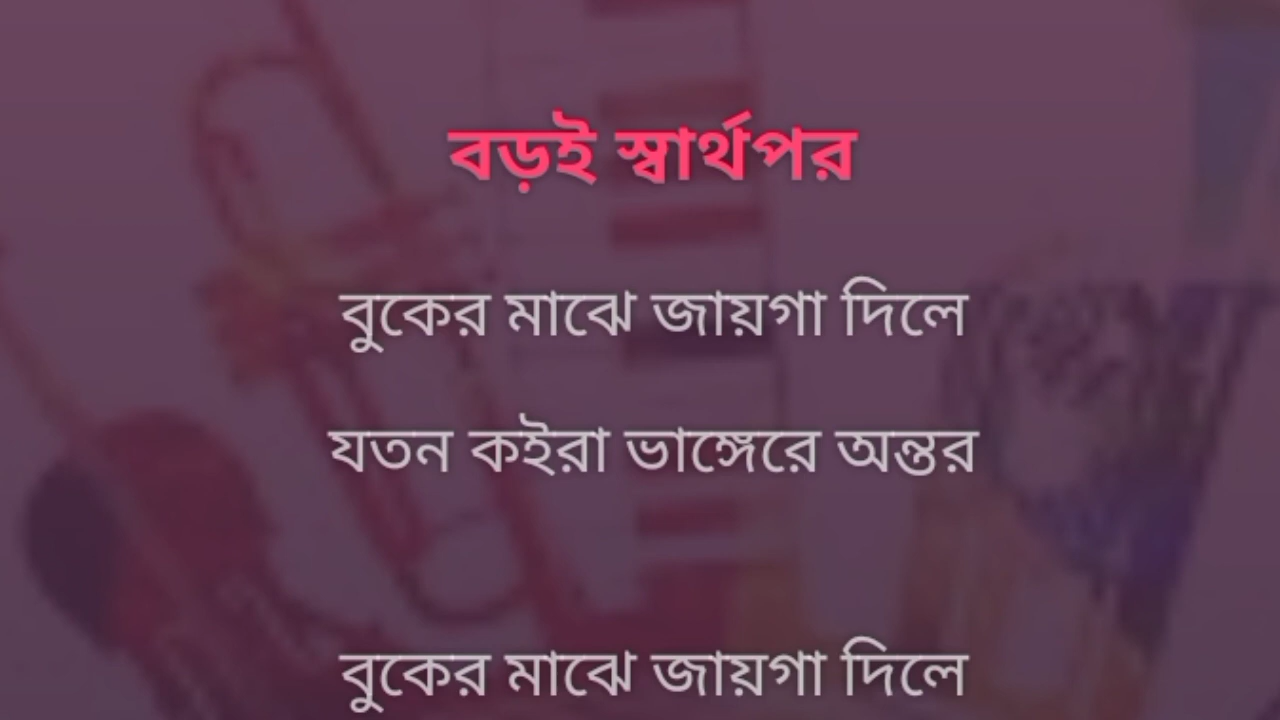 বড়ই স্বার্থপর
বুকের মাঝে জায়গা দিলে
যতন কইরা ভাঙ্গেরে অন্তর
বুকের মাঝে জায়গা দিলে